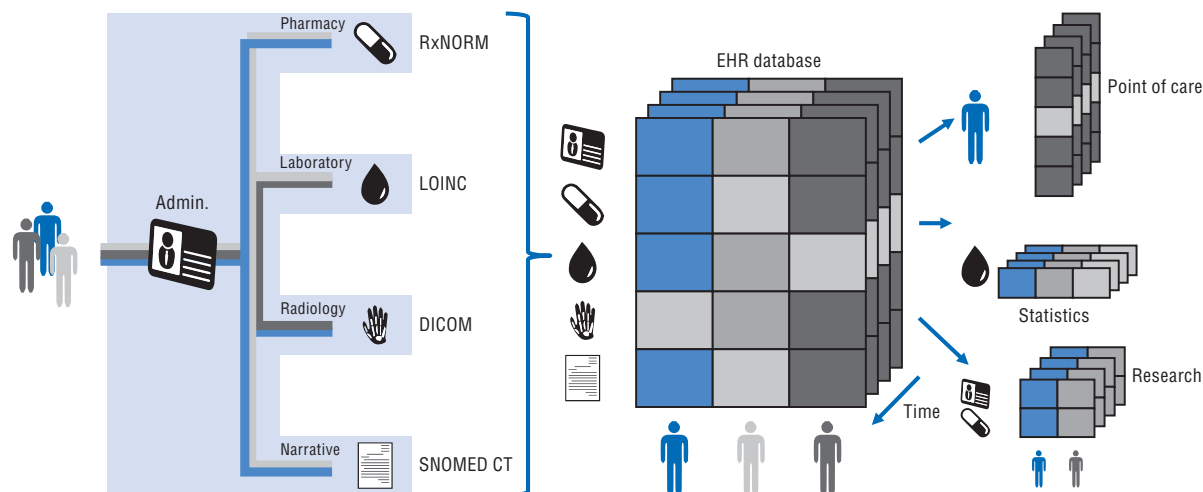 Pharmacy
RxNORM
Admin.
Laboratory
LOINC
Radiology
DICOM
Narrative
SNOMED CT
EHR database
Point of care
Statistics
Research
Time